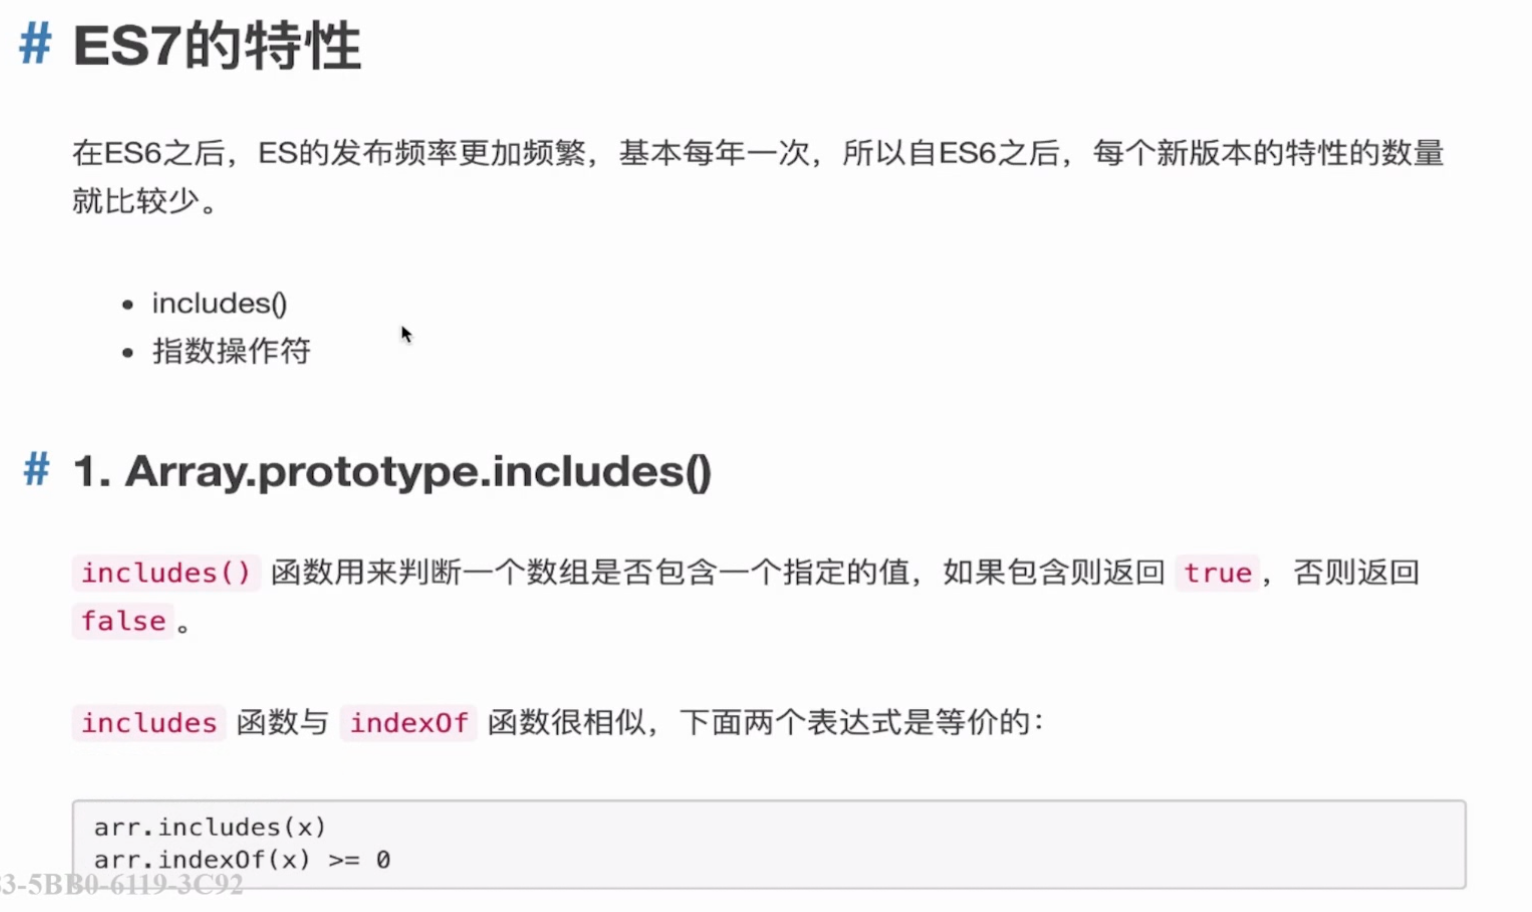 # ES7的特性
在ES6之后，ES的发布频率更加频繁，基本每年一次，所以自ES6之后，每个新版本的特性的数量
就比较少。
• includes()
• 指数操作符
# 1. Array.prototype.includes()
includes() 函数用来判断一个数组是否包含一个指定的值，如果包含则返回 true，否则返回
false。
includes 函数与 indexOf 函数很相似，下面两个表达式是等价的：
arr.includes(x)
arr.indexOf(x) >= 0
3-5BB0-6119-3C92